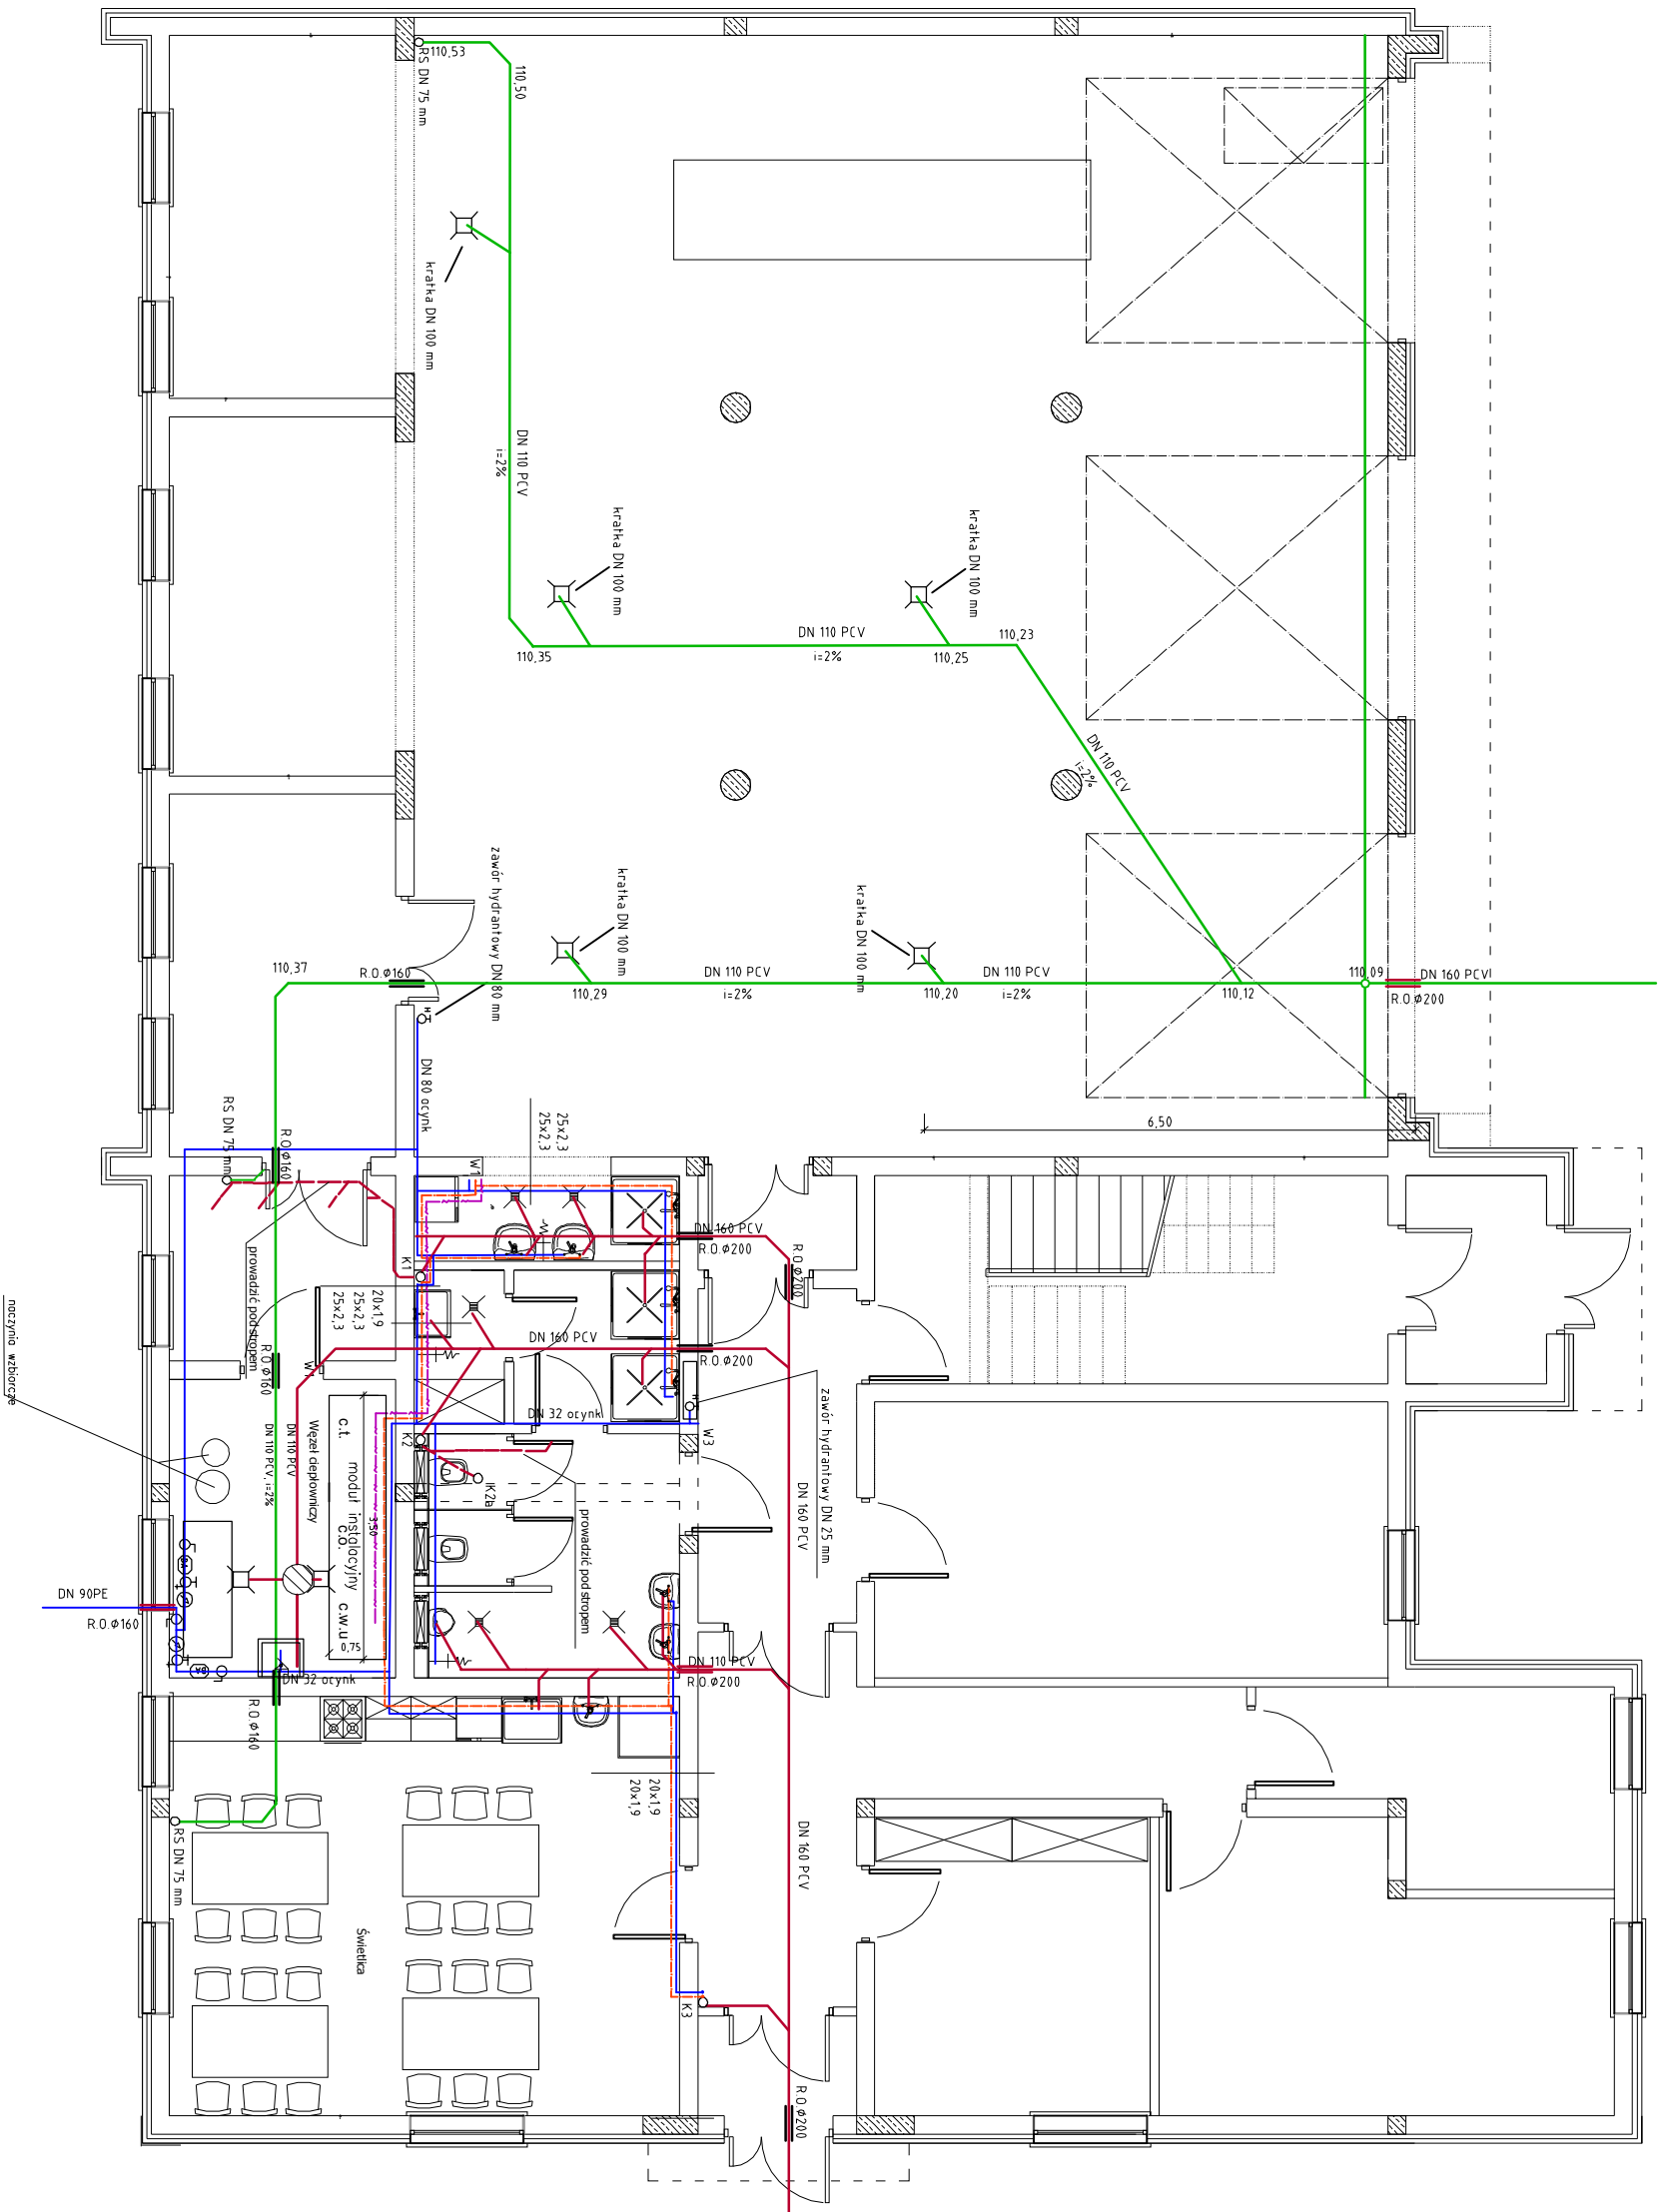 110,53
RS DN 75 mm
110,50
kratka DN 100 mm
DN 110 PCV
i=2%
kratka DN 100 mm
kratka DN 100 mm
110,35
DN 110 PCV
i=2%
110,25
110,23
DN 110 PCV
i=2%
zawór hydrantowy DN 80 mm
kratka DN 100 mm
kratka DN 100 mm
110,37
R.O.Ø160
110,29
DN 110 PCV
i=2%
110,20
DN 110 PCV
i=2%
110,12
110,09
DN 160 PCV
R.O.Ø200
DN 80 ocynk
RS DN 75 mm
R.O.Ø160
25x2,3
25x2,3
6,50
W1
DN 160 PCV
R.O.Ø200
R.O.Ø200
K1
prowadzić pod stropem
20x1,9
25x2,3
25x2,3
DN 160 PCV
R.O.Ø200
naczynia wzbiorcze
R.O.Ø160
W1
DN 32 ocynk
W3
K2
K2a
zawór hydrantowy DN 25 mm
DN 160 PCV
prowadzić pod stropem
DN 110 PCV, i=2%
DN 110 PCV
Węzeł ciepłowniczy
c.t.
moduł instalacyjny
c.o.
c.w.u
3,50
0,75
DN 90PE
R.O.Ø160
BA
BA
DN 32 ocynk
DN 110 PCV
R.O.Ø200
R.O.Ø160
20x1,9
20x1,9
RS DN 75 mm
DN 160 PCV
Świetlica
K3
R.O.Ø200